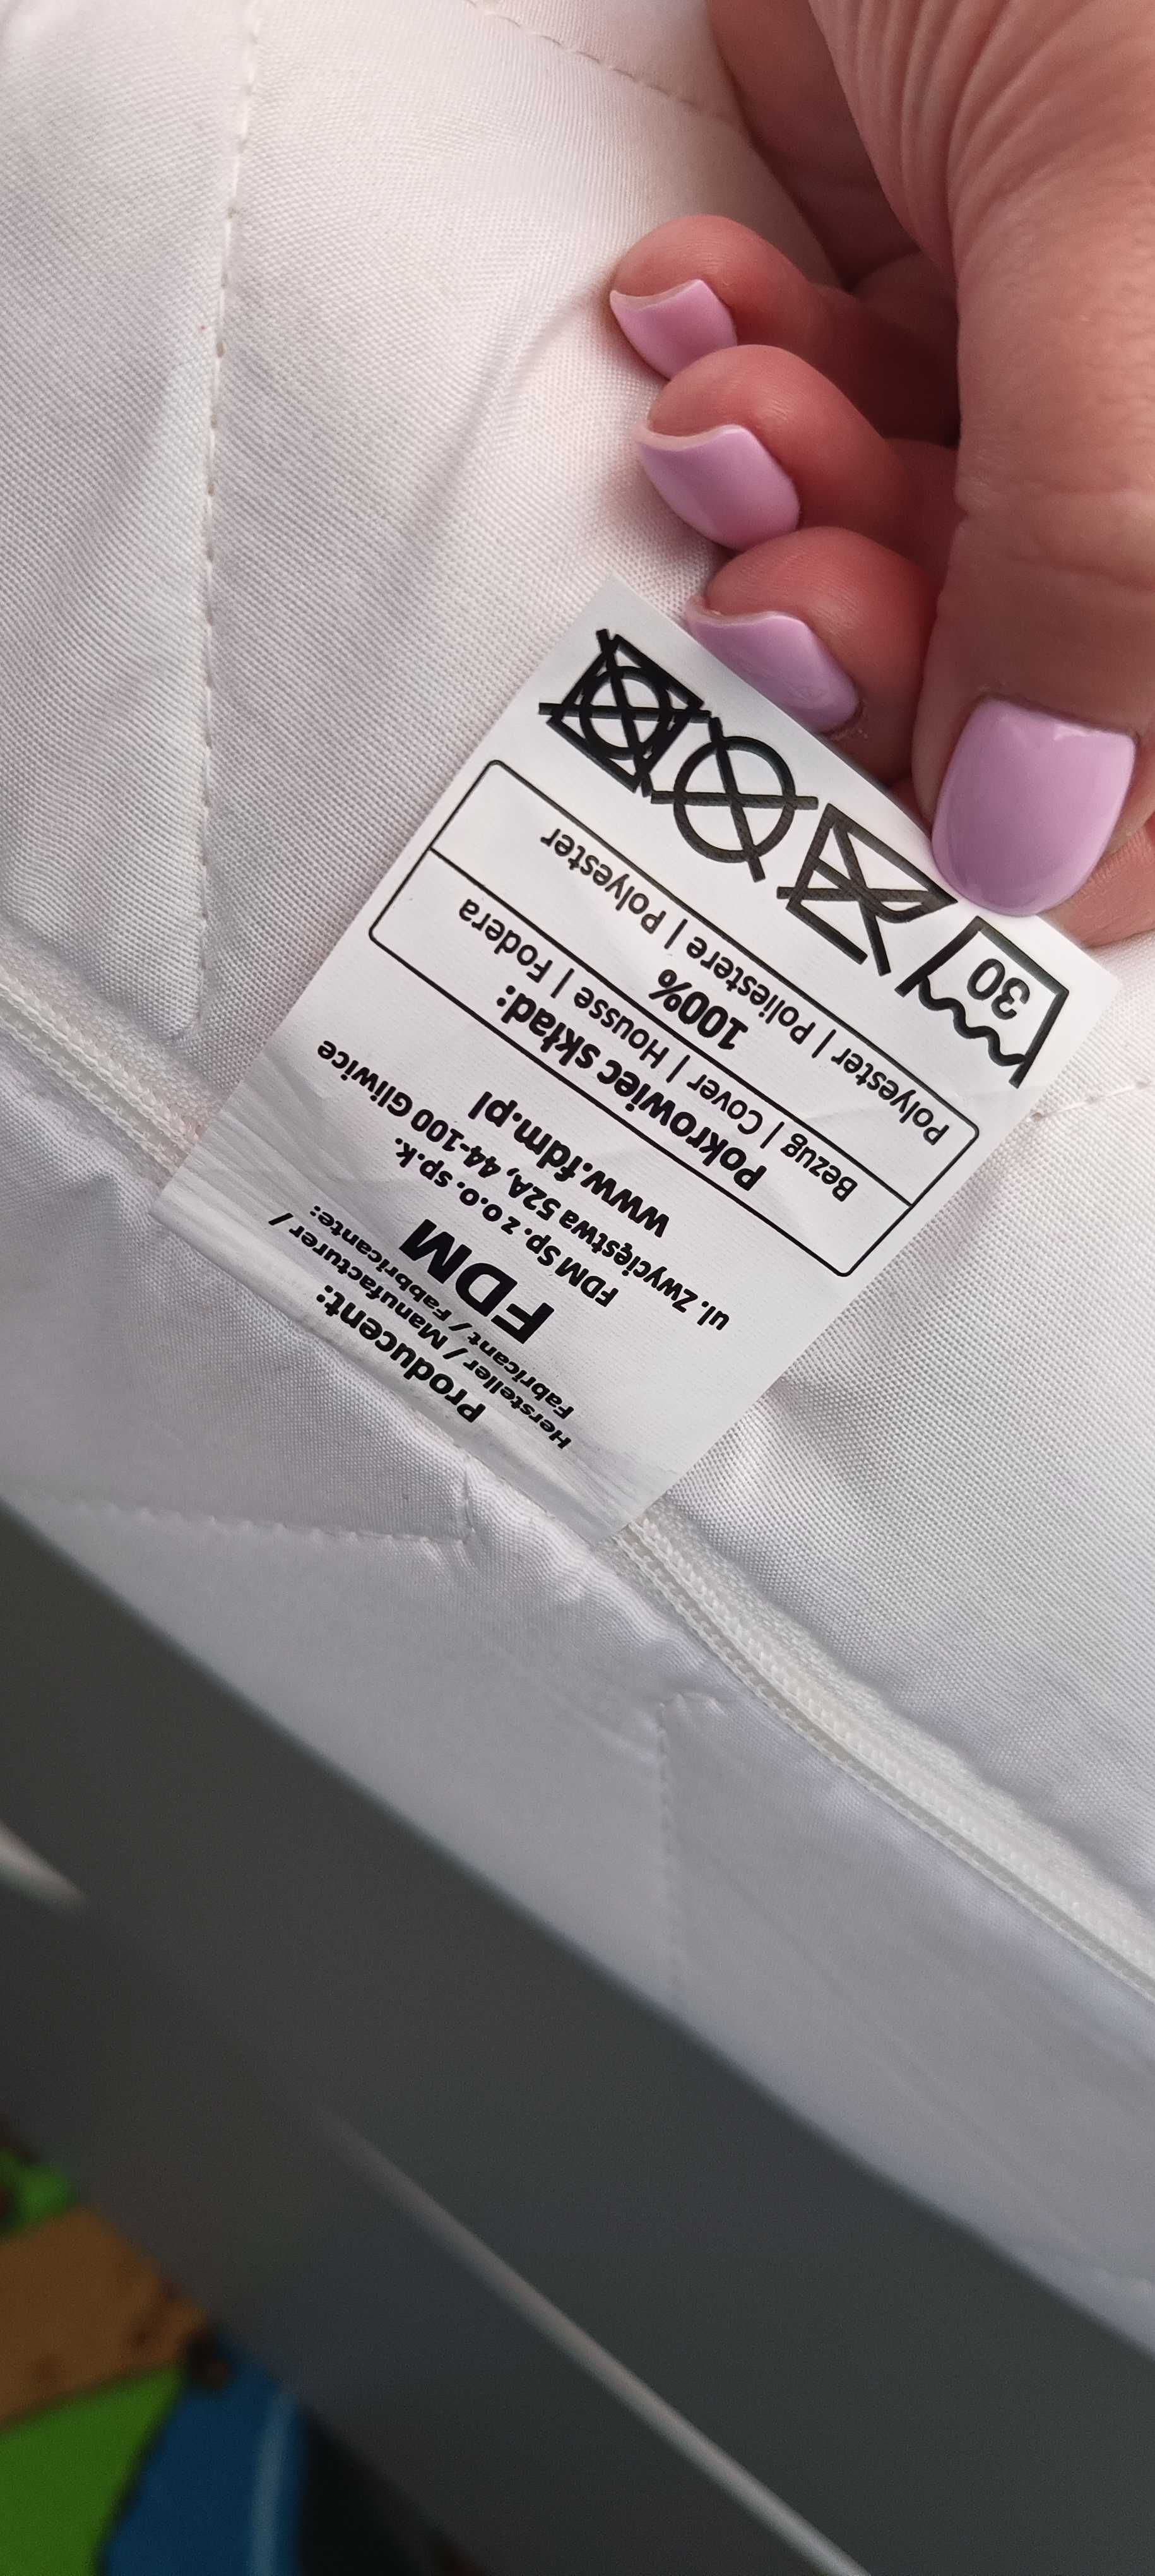 Producent:
Hersteller / Manufacturer /
Fabricant / Fabbricante:
FDM
FDM Sp. z o.o. sp.k.
ul. Zwycięstwa 52A, 44-100 Gliwice
www.fdm.pl
Pokrowiec skład:
Bezug | Cover | Housse | Fodera
100%
Polyester | Poliestere | Polyester
30